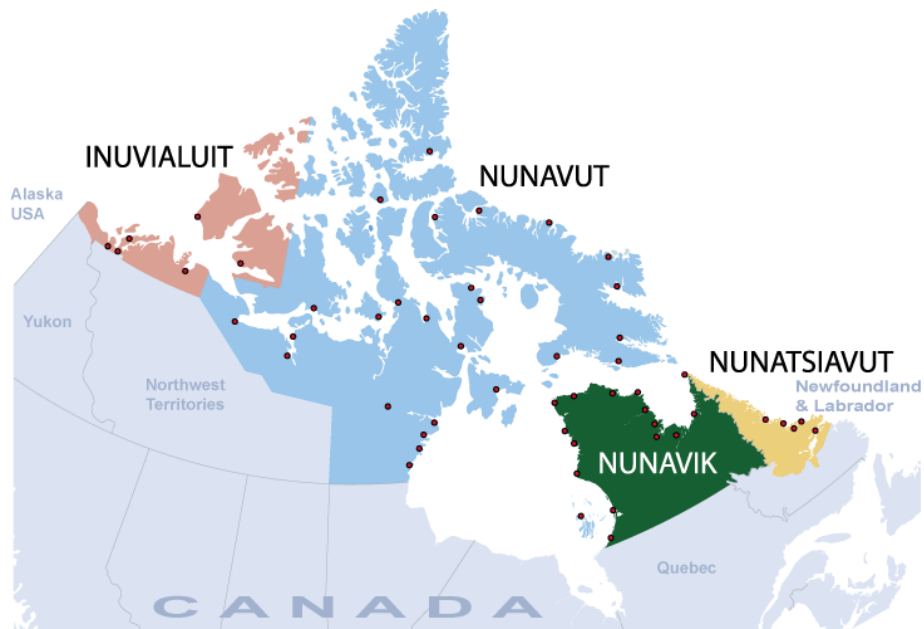 INUVIALUIT
NUNAVUT
Alaska
USA
Yukon
Northwest
Territories
NUNATSIAVUT
Newfoundland
& Labrador
NUNAVIK
Quebec
CANADA